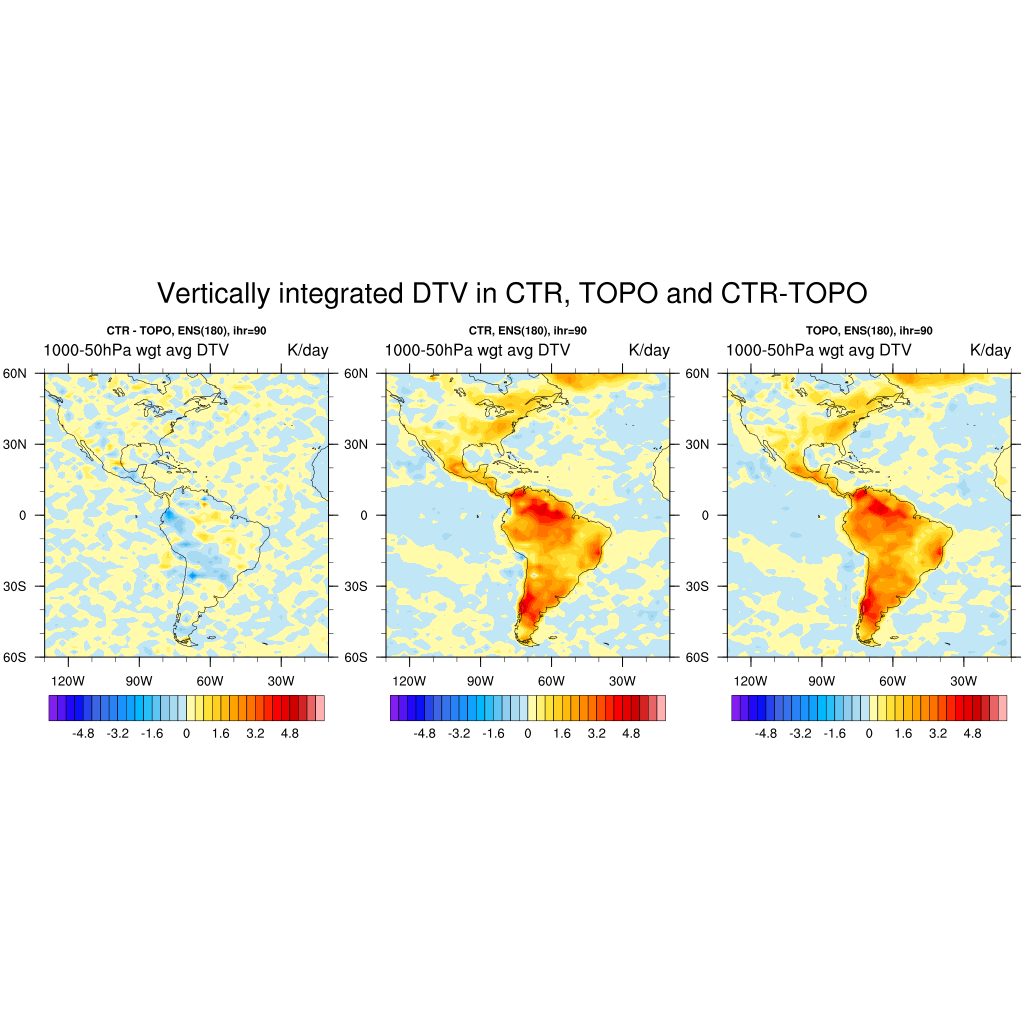 Vertically integrated DTV in CTR, TOPO and CTR-TOPO
CTR - TOPO, ENS(180), ihr=90
1000-50hPa wgt avg DTV K/day
60N
30N
0
30S
60S
120W 90W 60W 30W
-4.8 -3.2 -1.6 0 1.6 3.2 4.8
CTR, ENS(180), ihr=90
1000-50hPa wgt avg DTV K/day
60N
30N
0
30S
60S
120W 90W 60W 30W
-4.8 -3.2 -1.6 0 1.6 3.2 4.8
TOPO, ENS(180), ihr=90
1000-50hPa wgt avg DTV K/day
60N
30N
0
30S
60S
120W 90W 60W 30W
-4.8 -3.2 -1.6 0 1.6 3.2 4.8